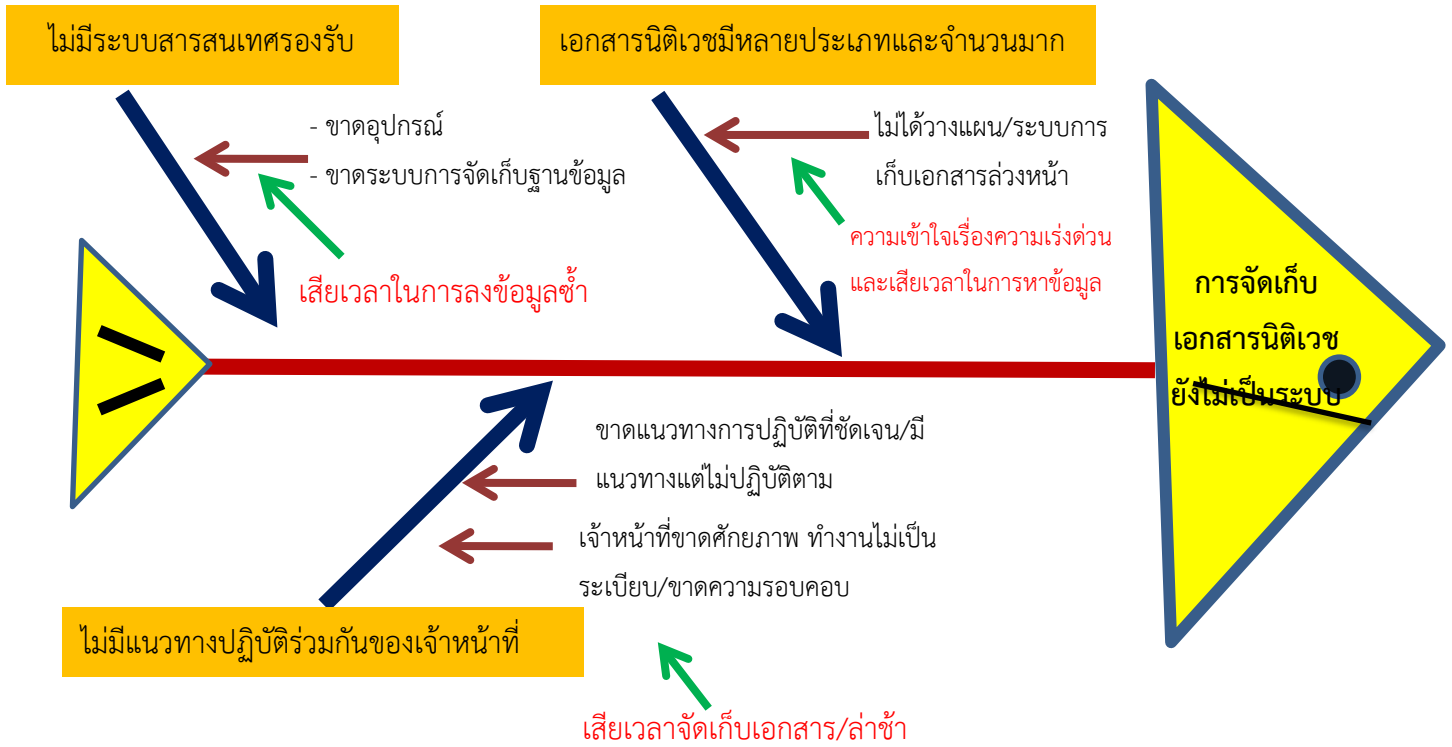 ไม่มีระบบสารสนเทศรองรับ
เอกสารนิติเวชมีหลายประเภทและจำนวนมาก
- ขาดอุปกรณ์
- ขาดระบบการจัดเก็บฐานข้อมูล
เสียเวลาในการลงข้อมูลซ้ำ
ไม่ได้วางแผน/ระบบการ
เก็บเอกสารล่วงหน้า
ความเข้าใจเรื่องความเร่งด่วน
และเสียเวลาในการหาข้อมูล
การจัดเก็บ
เอกสารนิติเวช
ยังไม่เป็นระบบ
ขาดแนวทางการปฏิบัติที่ชัดเจน/มี
แนวทางแต่ไม่ปฏิบัติตาม
เจ้าหน้าที่ขาดศักยภาพ ทำงานไม่เป็น
ระเบียบ/ขาดความรอบคอบ
ไม่มีแนวทางปฏิบัติร่วมกันของเจ้าหน้าที่
เสียเวลาจัดเก็บเอกสาร/ล่าช้า